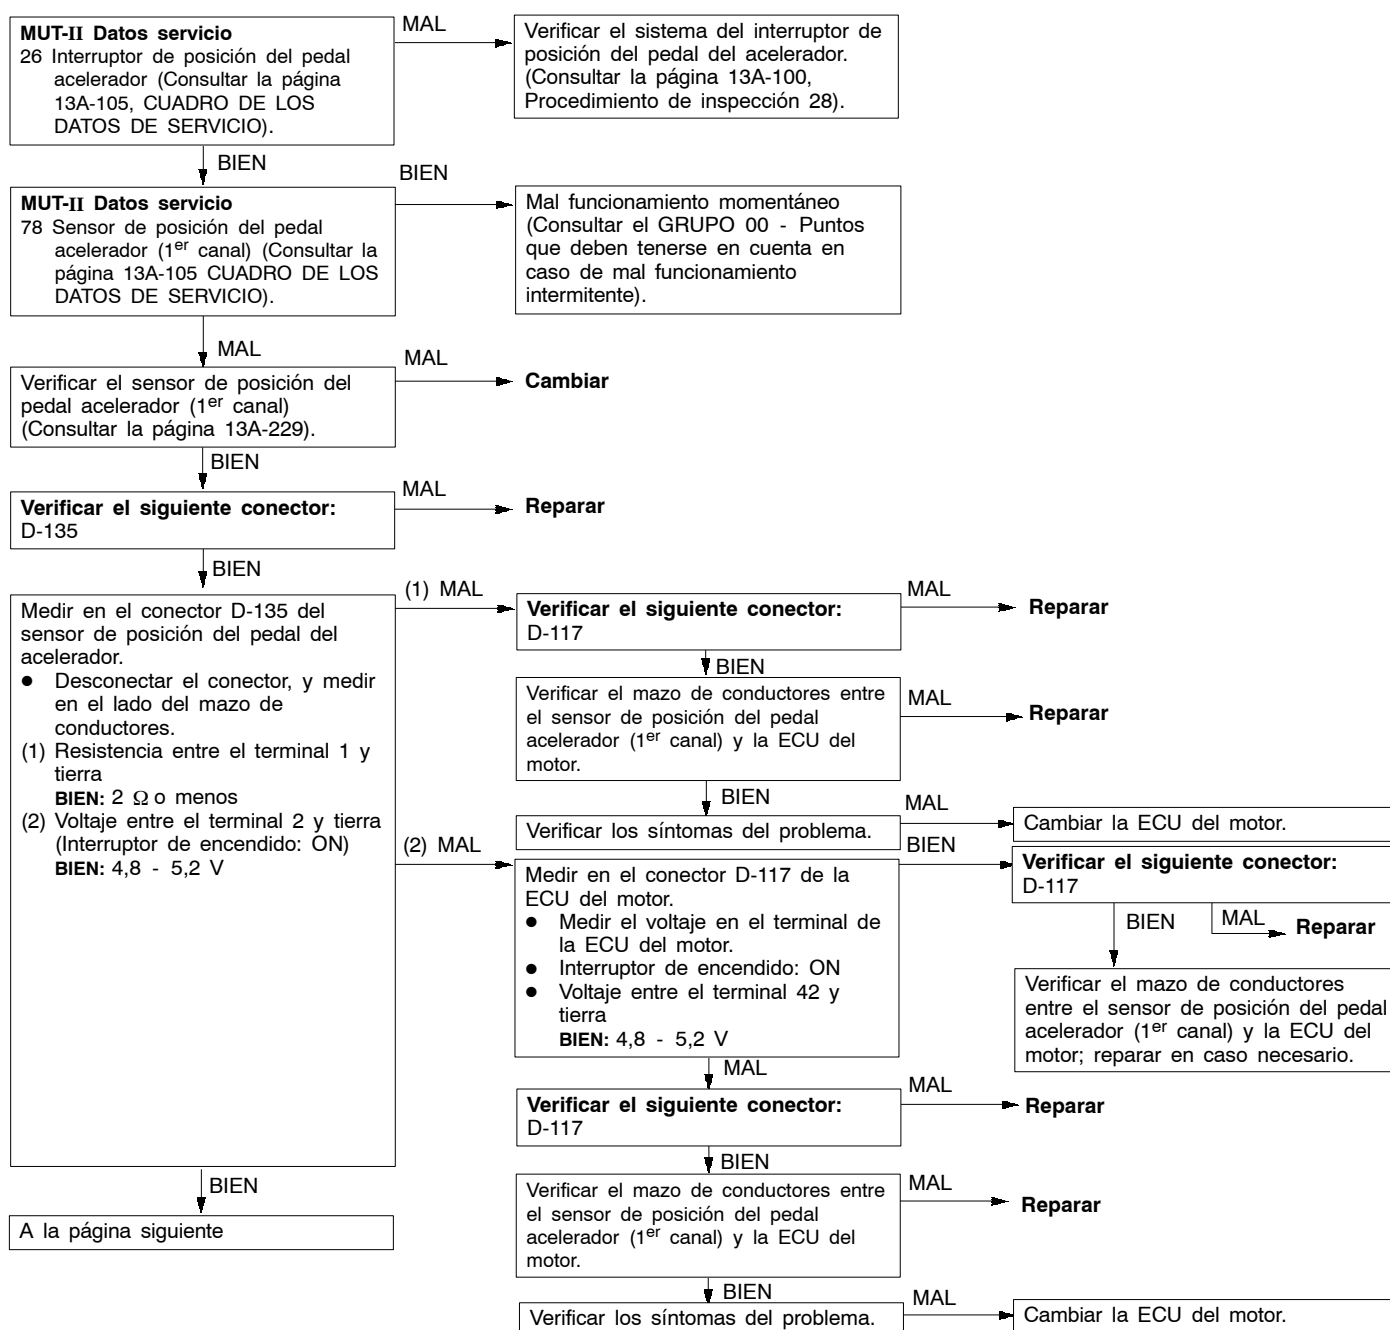 MUT-II Datos servicio
26 Interruptor de posición del pedal
acelerador (Consultar la página
13A-105, CUADRO DE LOS
DATOS DE SERVICIO).
MAL
Verificar el sistema del interruptor de
posición del pedal del acelerador.
(Consultar la página 13A-100,
Procedimiento de inspección 28).
BIEN
MUT-II Datos servicio
78 Sensor de posición del pedal
acelerador (1er canal) (Consultar la
página 13A-105 CUADRO DE LOS
DATOS DE SERVICIO).
BIEN
Mal funcionamiento momentáneo
(Consultar el GRUPO 00 - Puntos
que deben tenerse en cuenta en
caso de mal funcionamiento
intermitente).
MAL
Verificar el sensor de posición del
pedal acelerador (1er canal)
(Consultar la página 13A-229).
MAL
Cambiar
BIEN
Verificar el siguiente conector:
D-135
MAL
Reparar
BIEN
Medir en el conector D-135 del
sensor de posición del pedal del
acelerador.
● Desconectar el conector, y medir
en el lado del mazo de
conductores.
(1) Resistencia entre el terminal 1 y
tierra
BIEN: 2 Ω o menos
(2) Voltaje entre el terminal 2 y tierra
(Interruptor de encendido: ON)
BIEN: 4,8 - 5,2 V
(1) MAL
Verificar el siguiente conector:
D-117
MAL
Reparar
BIEN
Verificar el mazo de conductores entre
el sensor de posición del pedal
acelerador (1er canal) y la ECU del
motor.
MAL
Reparar
BIEN
Verificar los síntomas del problema.
MAL
Cambiar la ECU del motor.
(2) MAL
Medir en el conector D-117 de la
ECU del motor.
● Medir el voltaje en el terminal de
la ECU del motor.
● Interruptor de encendido: ON
● Voltaje entre el terminal 42 y
tierra
BIEN: 4,8 - 5,2 V
BIEN
Verificar el siguiente conector:
D-117
BIEN
MAL
Reparar
Verificar el mazo de conductores
entre el sensor de posición del pedal
acelerador (1er canal) y la ECU del
motor; reparar en caso necesario.
MAL
Verificar el siguiente conector:
D-117
MAL
Reparar
BIEN
Verificar el mazo de conductores entre
el sensor de posición del pedal
acelerador (1er canal) y la ECU del
motor.
MAL
Reparar
BIEN
Verificar los síntomas del problema.
MAL
Cambiar la ECU del motor.
BIEN
A la página siguiente